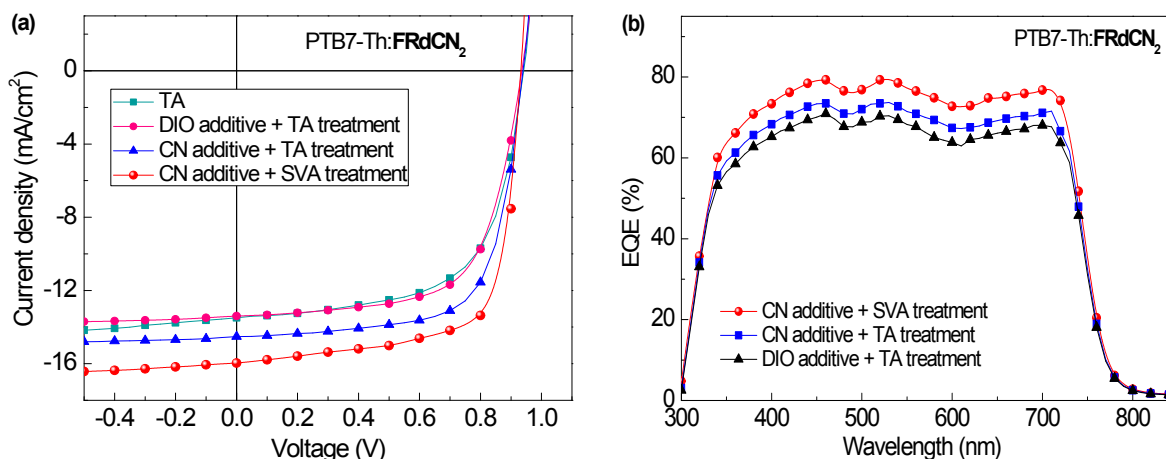 (a)
PTB7-Th:FRdCN₂
0
-4
-8
-12
-16
Current density (mA/cm²)
TA
DIO additive + TA treatment
CN additive + TA treatment
CN additive + SVA treatment
-0.4
-0.2
0.0
0.2
0.4
0.6
0.8
1.0
Voltage (V)
(b)
PTB7-Th:FRdCN₂
80
60
40
20
0
EQE (%)
CN additive + SVA treatment
CN additive + TA treatment
DIO additive + TA treatment
300
400
500
600
700
800
Wavelength (nm)